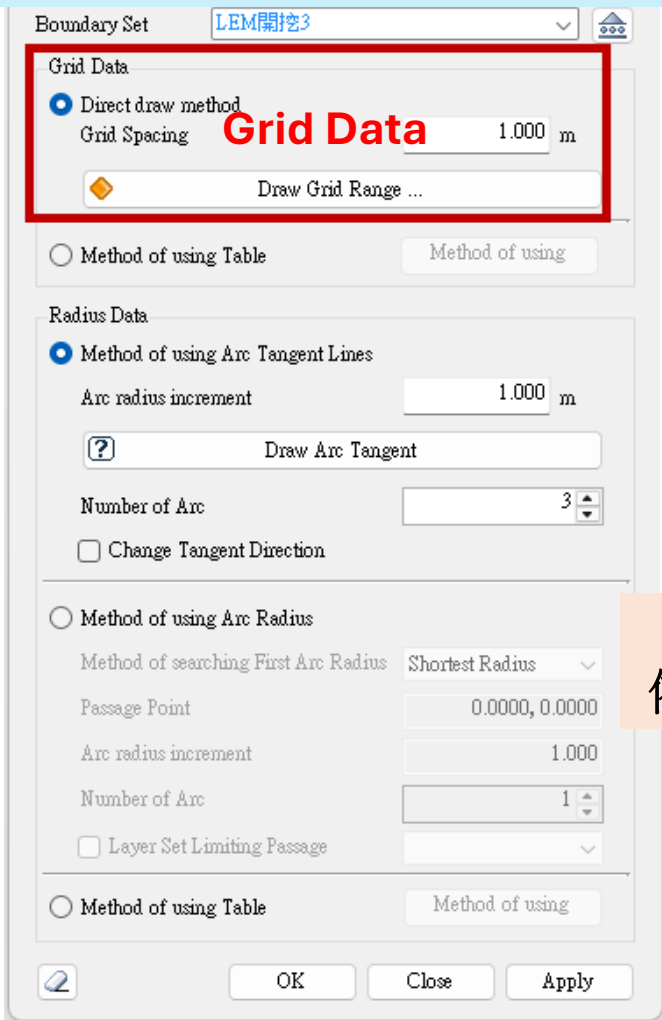 Boundary Set LEM開挖3
Grid Data
Direct draw method
Grid Spacing Grid Data 1.000 m
Draw Grid Range ...
Method of using Table Method of using
Radius Data
Method of using Arc Tangent Lines
Arc radius increment 1.000 m
Draw Arc Tangent
Number of Arc 3
Change Tangent Direction
Method of using Arc Radius
Method of searching First Arc Radius Shortest Radius
Passage Point 0.0000, 0.0000
Arc radius increment 1.000
Number of Arc 1
Layer Set Limiting Passage
Method of using Table Method of using
OK Close Apply